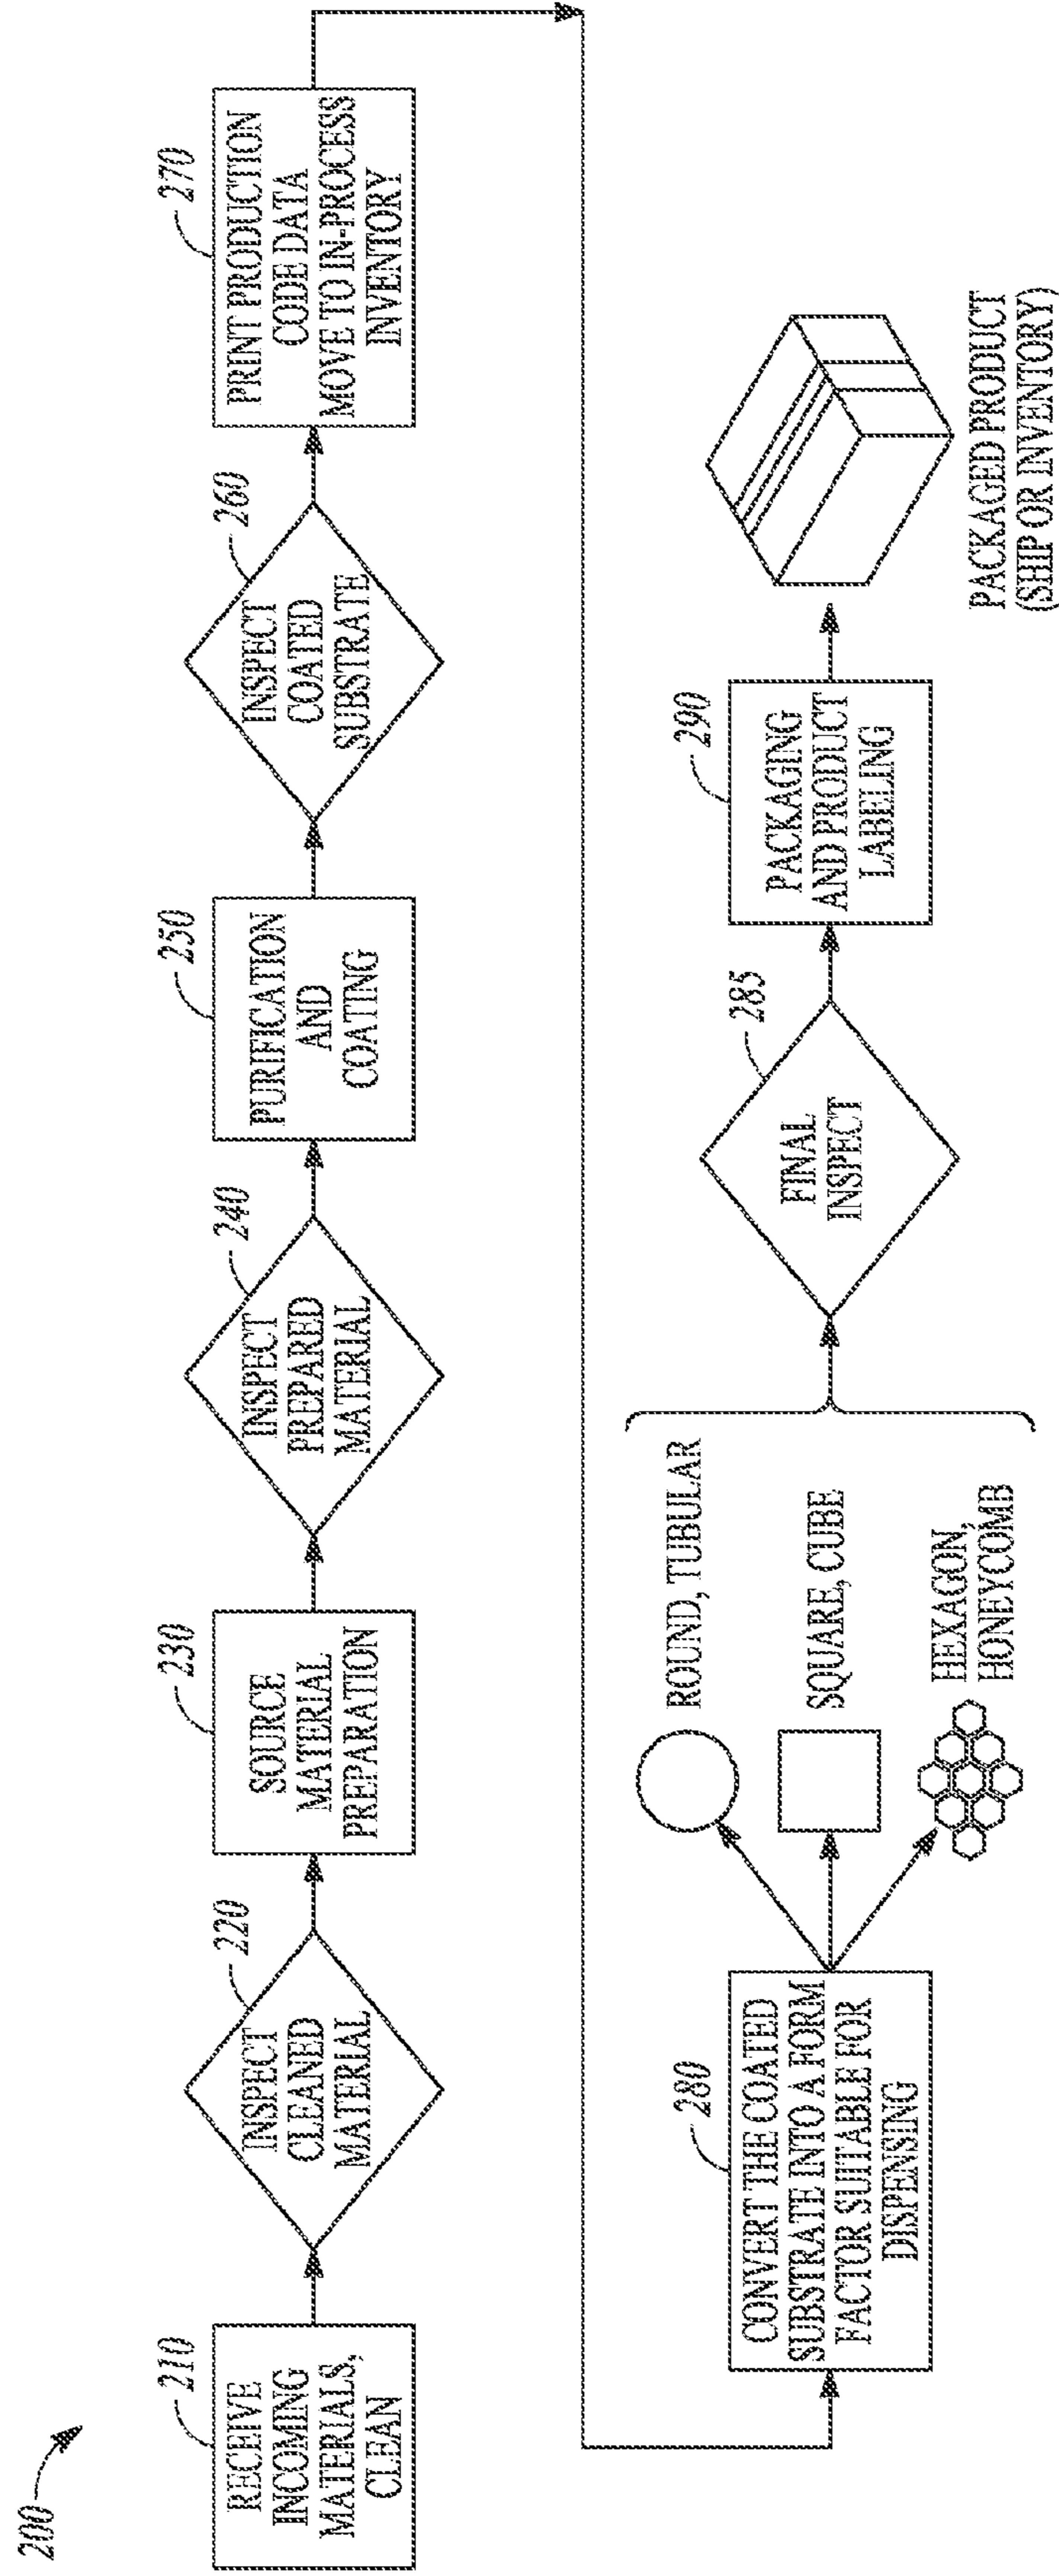 200
210
RECEIVE
INCOMING
MATERIALS,
CLEAN
220
INSPECT
CLEANED
MATERIAL
230
SOURCE
MATERIAL
PREPARATION
240
INSPECT
PREPARED
MATERIAL
250
PURIFICATION
AND
COATING
260
INSPECT
COATED
SUBSTRATE
270
PRINT PRODUCTION
CODE DATA
MOVE TO IN-PROCESS
INVENTORY
280
CONVERT THE COATED
SUBSTRATE INTO A FORM
FACTOR SUITABLE FOR
DISPENSING
ROUND, TUBULAR
SQUARE, CUBE
HEXAGON,
HONEYCOMB
285
FINAL
INSPECT
290
PACKAGING
AND PRODUCT
LABELING
PACKAGED PRODUCT
(SHIP OR INVENTORY)